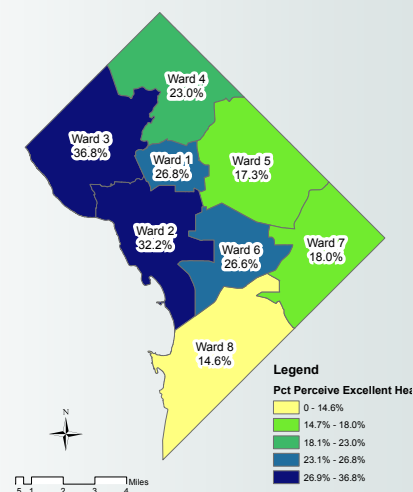 Ward 4
23.0%
Ward 3
36.8%
Ward 1
26.8%
Ward 5
17.3%
Ward 2
32.2%
Ward 6
26.6%
Ward 7
18.0%
Ward 8
14.6%
Legend
Pct Perceive Excellent Hea
0 - 14.6%
14.7% - 18.0%
18.1% - 23.0%
23.1% - 26.8%
26.9% - 36.8%
N
Miles
5 1 2 3 4